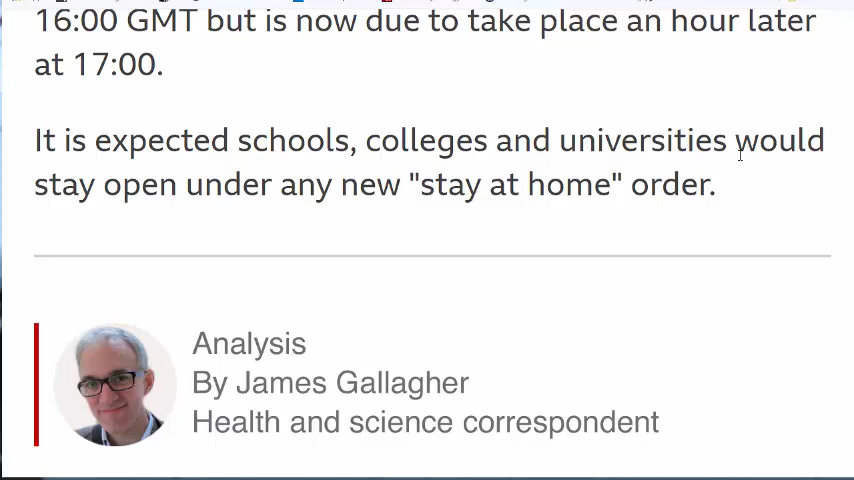 16:00 GMT but is now due to take place an hour later
at 17:00.
It is expected schools, colleges and universities would
stay open under any new "stay at home" order.
Analysis
By James Gallagher
Health and science correspondent